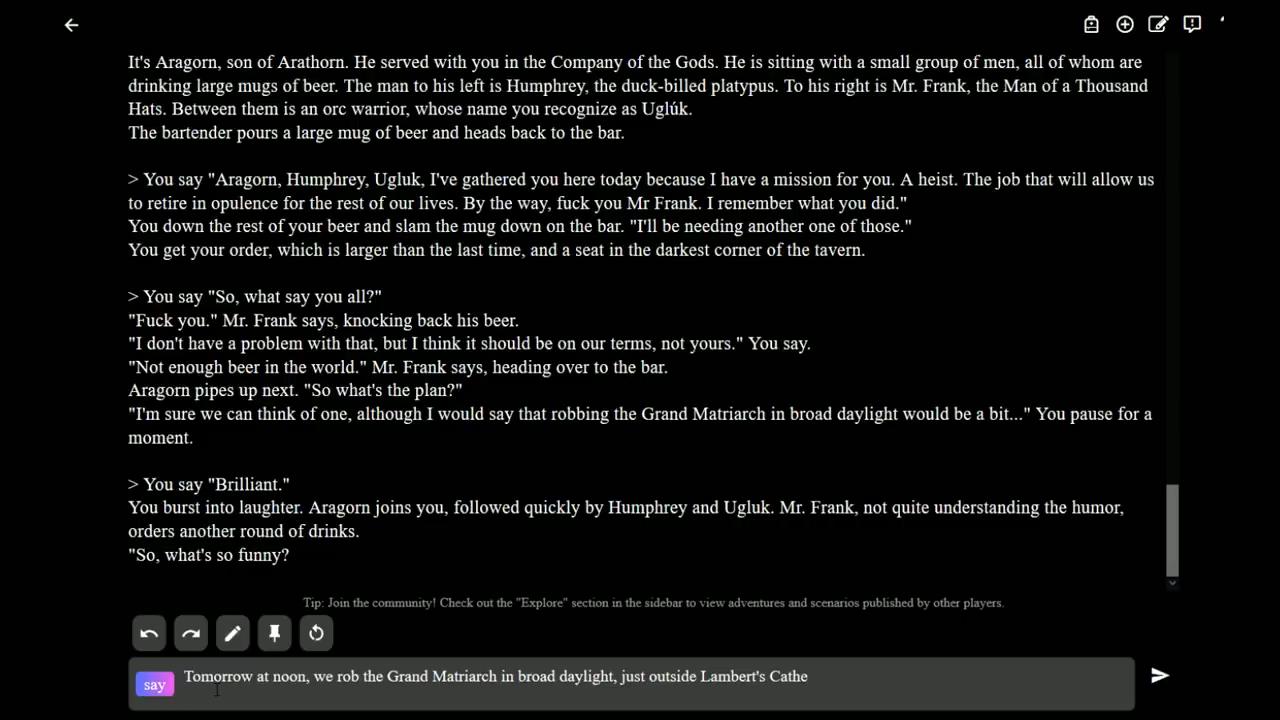 It's Aragorn, son of Arathorn. He served with you in the Company of the Gods. He is sitting with a small group of men, all of whom are
drinking large mugs of beer. The man to his left is Humphrey, the duck-billed platypus. To his right is Mr. Frank, the Man of a Thousand
Hats. Between them is an orc warrior, whose name you recognize as Uglúk.
The bartender pours a large mug of beer and heads back to the bar.
> You say "Aragorn, Humphrey, Ugluk, I've gathered you here today because I have a mission for you. A heist. The job that will allow us
to retire in opulence for the rest of our lives. By the way, fuck you Mr Frank. I remember what you did."
You down the rest of your beer and slam the mug down on the bar. "I'll be needing another one of those."
You get your order, which is larger than the last time, and a seat in the darkest corner of the tavern.
> You say "So, what say you all?"
"Fuck you." Mr. Frank says, knocking back his beer.
"I don't have a problem with that, but I think it should be on our terms, not yours." You say.
"Not enough beer in the world." Mr. Frank says, heading over to the bar.
Aragorn pipes up next. "So what's the plan?"
"I'm sure we can think of one, although I would say that robbing the Grand Matriarch in broad daylight would be a bit..." You pause for a
moment.
> You say "Brilliant."
You burst into laughter. Aragorn joins you, followed quickly by Humphrey and Ugluk. Mr. Frank, not quite understanding the humor,
orders another round of drinks.
"So, what's so funny?
Tip: Join the community! Check out the "Explore" section in the sidebar to view adventures and scenarios published by other players.
say Tomorrow at noon, we rob the Grand Matriarch in broad daylight, just outside Lambert's Cathe